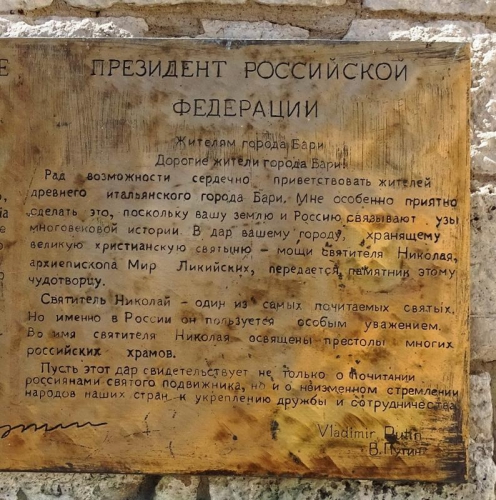 ПРЕЗИДЕНТ РОССИЙСКОЙ
ФЕДЕРАЦИИ
Жителям города Бари
Дорогие жители города Бари!
Рад возможности сердечно приветствовать жителей
древнего итальянского города Бари. Мне особенно приятно
сделать это, поскольку вашу землю и Россию связывают узы
многовековой истории. В дар вашему городу, хранящему
великую христианскую святыню - мощи святителя Николая,
архиепископа Мир Ликийских, передается памятник этому
чудотворцу.
Святитель Николай - один из самых почитаемых святых.
Но именно в России он пользуется особым уважением.
Во имя святителя Николая освящены престолы многих
российских храмов.
Пусть этот дар свидетельствует не только о почитании
россиянами святого подвижника, но и о неизменном стремлении
народов наших стран к укреплению дружбы и сотрудничества
Vladimir Putin
В.Путин